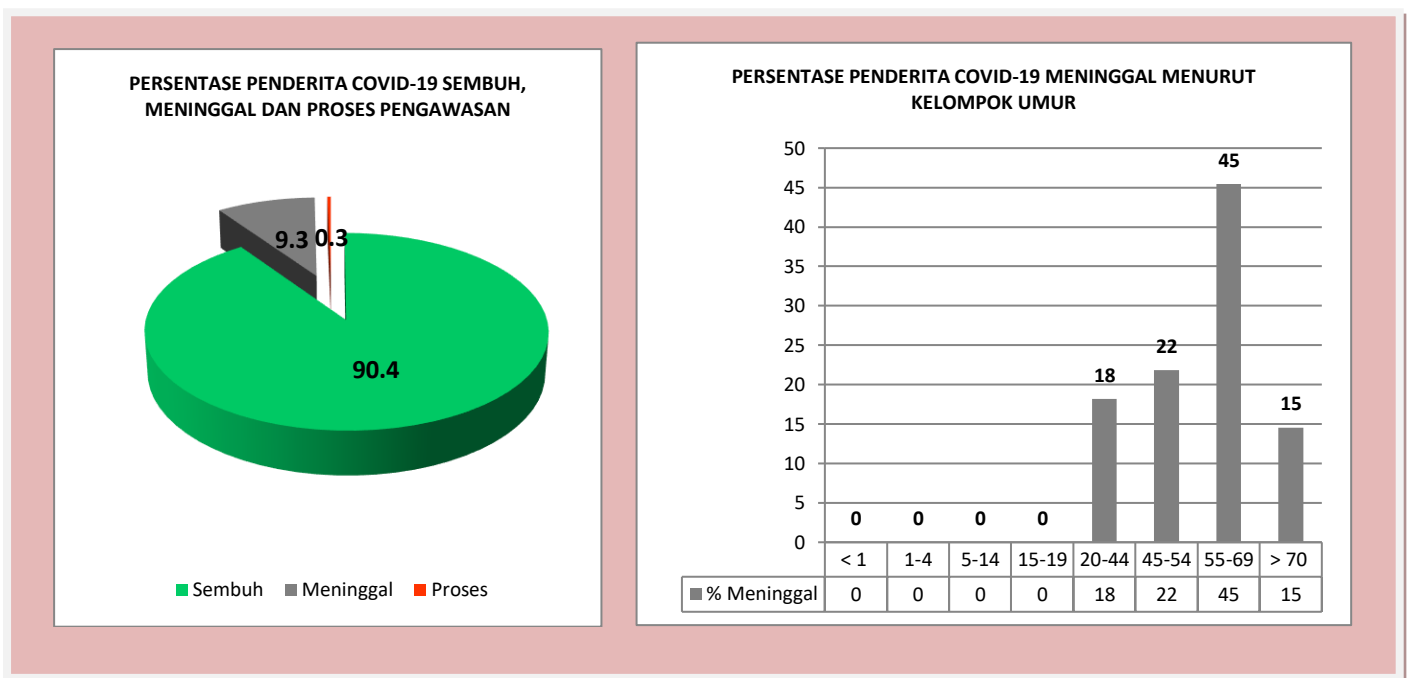 PERSENTASE PENDERITA COVID-19 SEMBUH,
MENINGGAL DAN PROSES PENGAWASAN
9.3 0.3
90.4
Sembuh Meninggal Proses
PERSENTASE PENDERITA COVID-19 MENINGGAL MENURUT
KELOMPOK UMUR
50
45
40
35
30
25
20
15
10
5
0
0 0 0 0 18 22 45 15
< 1 1-4 5-14 15-19 20-44 45-54 55-69 > 70
% Meninggal 0 0 0 0 18 22 45 15